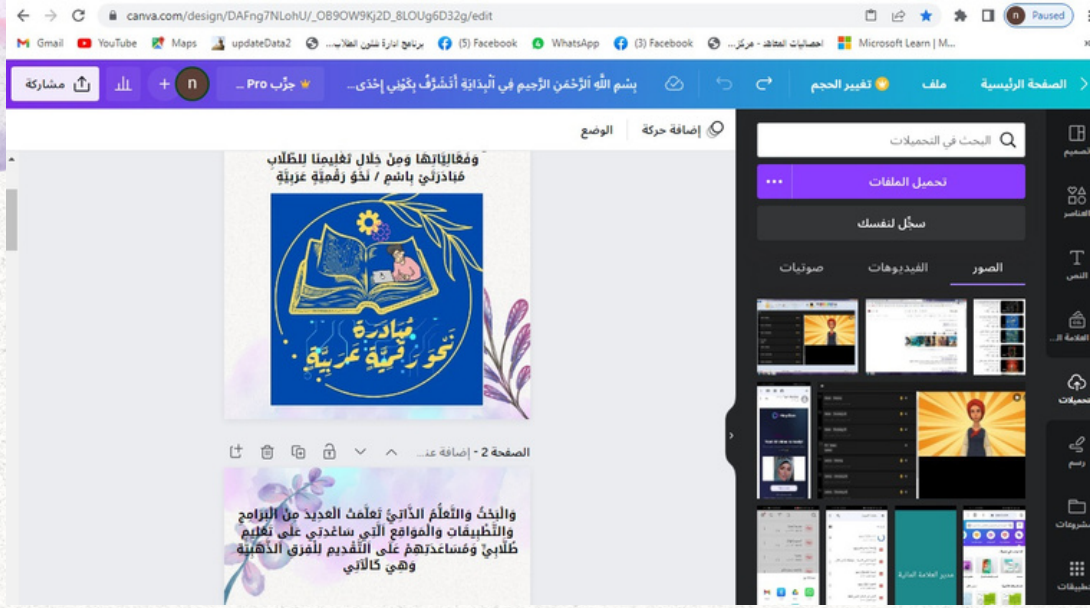 canva.com/design/DAFng7NLohU/_OB9OW9Kj2D_8LOUg6D32g/edit
Paused
Gmail
YouTube
Maps
updateData2
برنامج ادارة شئون الطلاب...
(5) Facebook
WhatsApp
(3) Facebook
احصاليات المعاهد - مركز...
Microsoft Learn | M...
الصفحة الرئيسية
ملف
تغيير الحجم
بِسْمِ اللَّهِ الرَّحْمَنِ الرَّحِيمِ فِي الْبِدَايَةِ أَتَشَرَّفُ بِكَوْنِي إِحْدَى...
جرِّب Pro ...
n
+
مشاركة
إضافة حركة
الوضع
البحث في التحميلات
تحميل الملفات
سجِّل لنفسك
الصور
الفيديوهات
صوتيات
تصميم
العناصر
النص
العلامة الـ...
تحميلات
رسم
مشروعات
تطبيقات
وَفَعَّالِيَّاتِهَا وَمِنْ خِلَالِ تَعْلِيمِنَا لِلطُّلَّابِ
مُبَادَرَتِيْ بِاسْمِ / نَحْوَ رَقْمِيَّةٍ عَرَبِيَّةٍ
مُبَادَرَة
نَحْوَ رَقْمِيَّةٍ عَرَبِيَّةٍ
الصفحة 2 - إضافة عنـ...
وَالْبَحْثُ وَالتَّعَلُّمُ الذَّاتِيُّ تَعَلَّمْتُ الْعَدِيدَ مِنْ الْبَرَامِجِ
وَالتَّطْبِيقَاتِ وَالْمَوَاقِعِ الَّتِي سَاعَدَتْنِي عَلَى تَعْلِيمِ
طُلَّابِيْ وَمُسَاعَدَتِهِمْ عَلَى التَّقْدِيمِ لِلْفِرَقِ الذَّهَبِيَّةِ
وَهِيَ كَالْآتِي
مدير العلامة المائية